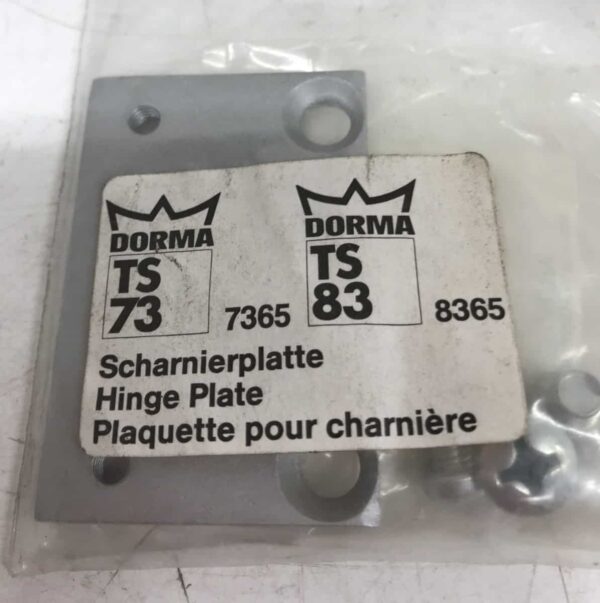 DORMA
TS
73
7365
DORMA
TS
83
8365
Scharnierplatte
Hinge Plate
Plaquette pour charnière